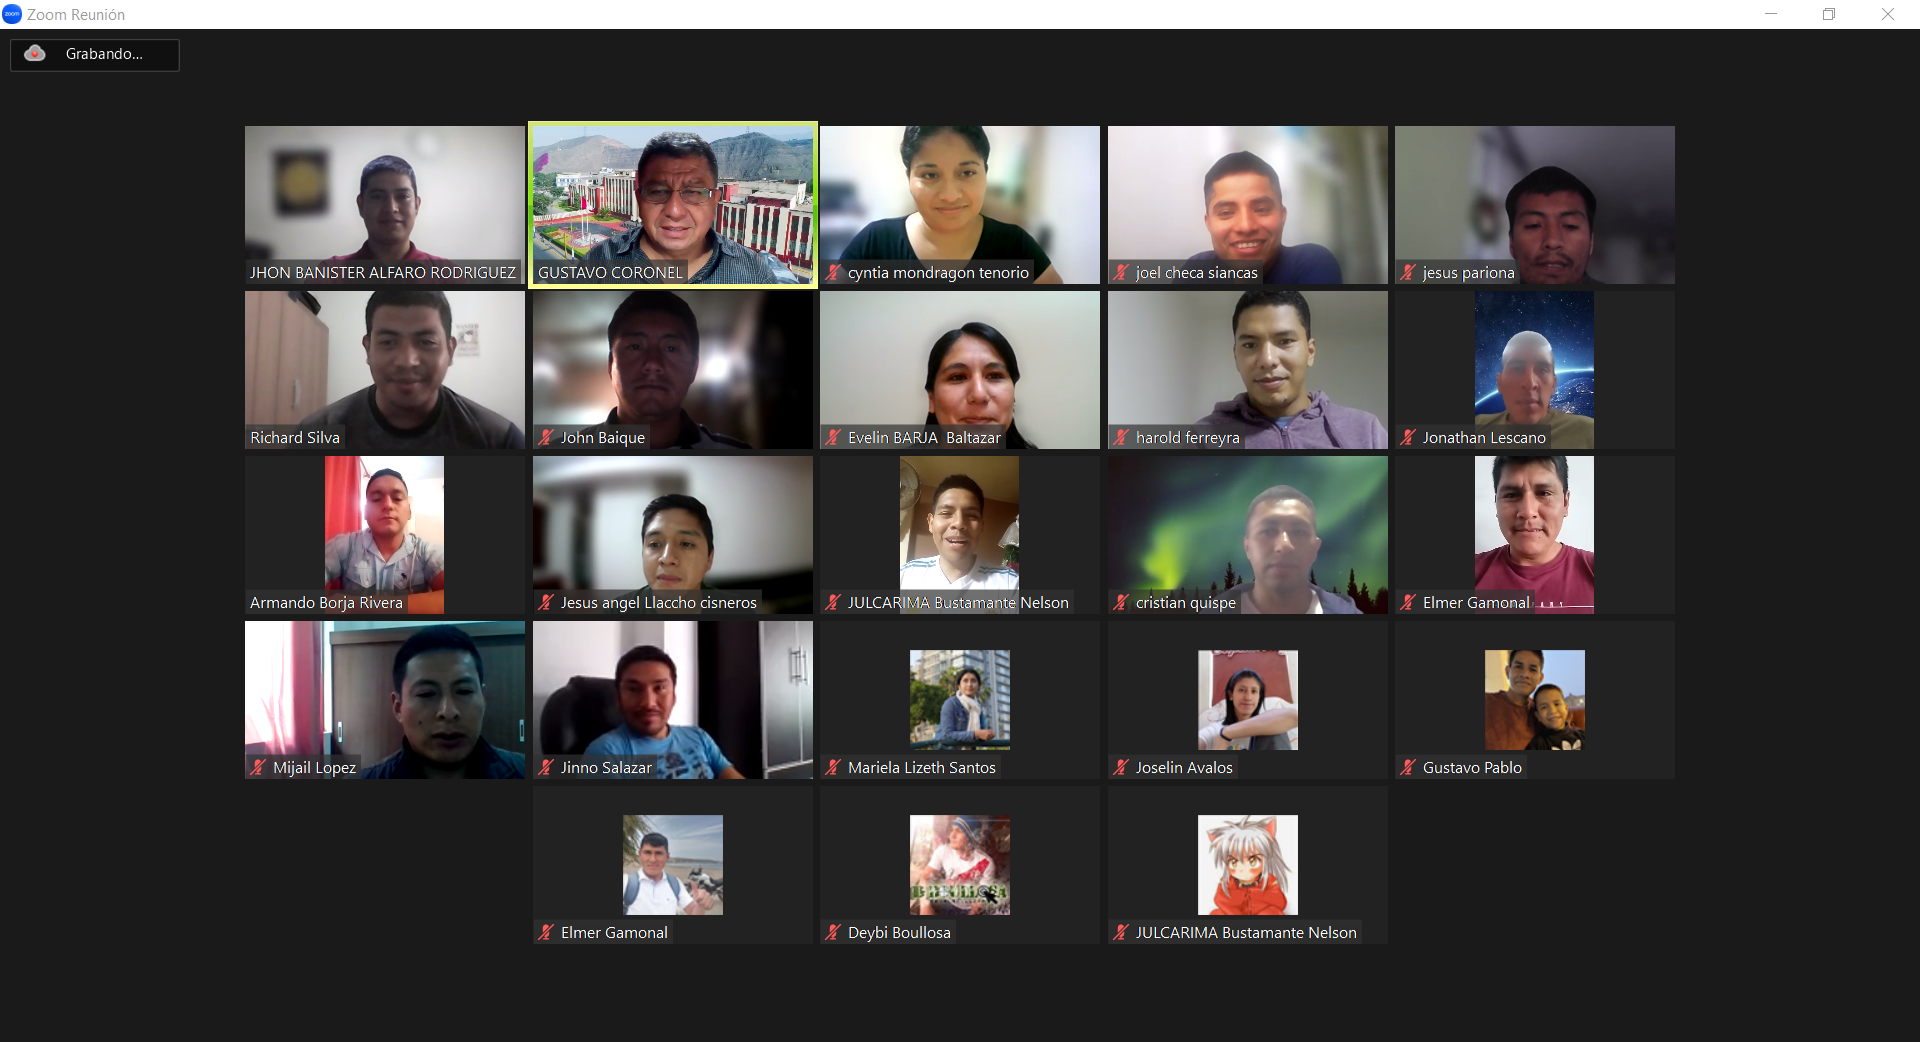 zoom
Zoom Reunión
Grabando...
JHON BANISTER ALFARO RODRIGUEZ
GUSTAVO CORONEL
cyntia mondragon tenorio
joel checa siancas
jesus pariona
Richard Silva
John Baique
Evelin BARJA Baltazar
harold ferreyra
Jonathan Lescano
Armando Borja Rivera
Jesus angel Llaccho cisneros
JULCARIMA Bustamante Nelson
cristian quispe
Elmer Gamonal
Mijail Lopez
Jinno Salazar
Mariela Lizeth Santos
Joselin Avalos
Gustavo Pablo
Elmer Gamonal
Deybi Boullosa
JULCARIMA Bustamante Nelson